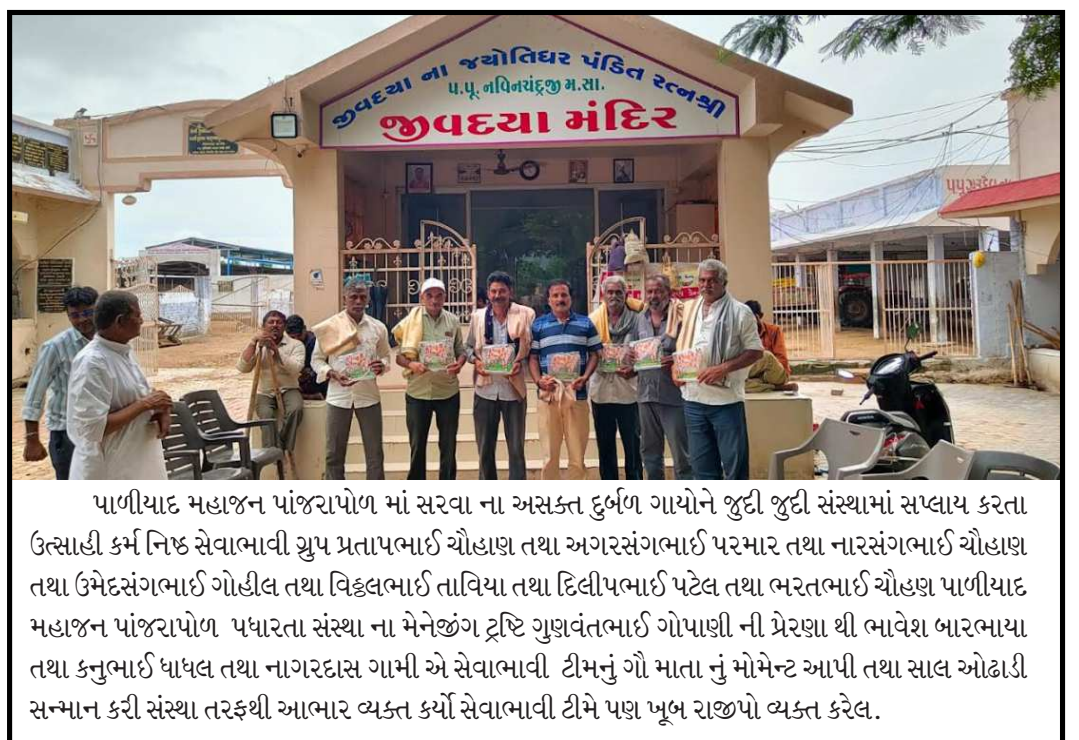 જીવદયા ના જયોતિધર પંડિત રત્નશ્રી
પ.પૂ. નવિનચંદ્રજી મ.સા.
જીવદયા મંદિર
પાળીયાદ મહાજન પાંજરાપોળ માં સરવા ના અસક્ત દુર્બળ ગાયોને જુદી જુદી સંસ્થામાં સપ્લાય કરતા
ઉત્સાહી કર્મ નિષ્ઠ સેવાભાવી ગ્રુપ પ્રતાપભાઈ ચૌહાણ તથા અગરસંગભાઈ પરમાર તથા નારસંગભાઈ ચૌહાણ
તથા ઉમેદસંગભાઈ ગોહીલ તથા વિઠ્ઠલભાઈ તાવિયા તથા દિલીપભાઈ પટેલ તથા ભરતભાઈ ચૌહણ પાળીયાદ
મહાજન પાંજરાપોળ પધારતા સંસ્થા ના મેનેજીંગ ટ્રષ્ટિ ગુણવંતભાઈ ગોપાણી ની પ્રેરણા થી ભાવેશ બારભાયા
તથા કનુભાઈ ધાધલ તથા નાગરદાસ ગામી એ સેવાભાવી ટીમનું ગૌ માતા નું મોમેન્ટ આપી તથા સાલ ઓઢાડી
સન્માન કરી સંસ્થા તરફથી આભાર વ્યક્ત કર્યો સેવાભાવી ટીમે પણ ખૂબ રાજીપો વ્યક્ત કરેલ.